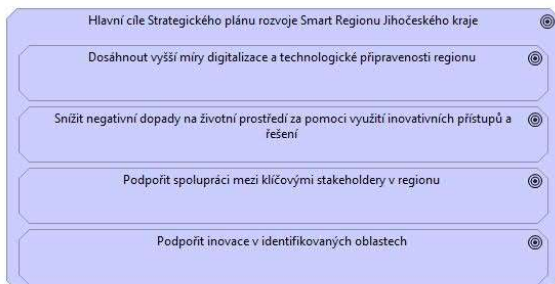 Hlavní cíle Strategického plánu rozvoje Smart Regionu Jihočeského kraje
Dosáhnout vyšší míry digitalizace a technologické připravenosti regionu
Snížit negativní dopady na životní prostředí za pomoci využití inovativních přístupů a
řešení
Podpořit spolupráci mezi klíčovými stakeholdery v regionu
Podpořit inovace v identifikovaných oblastech